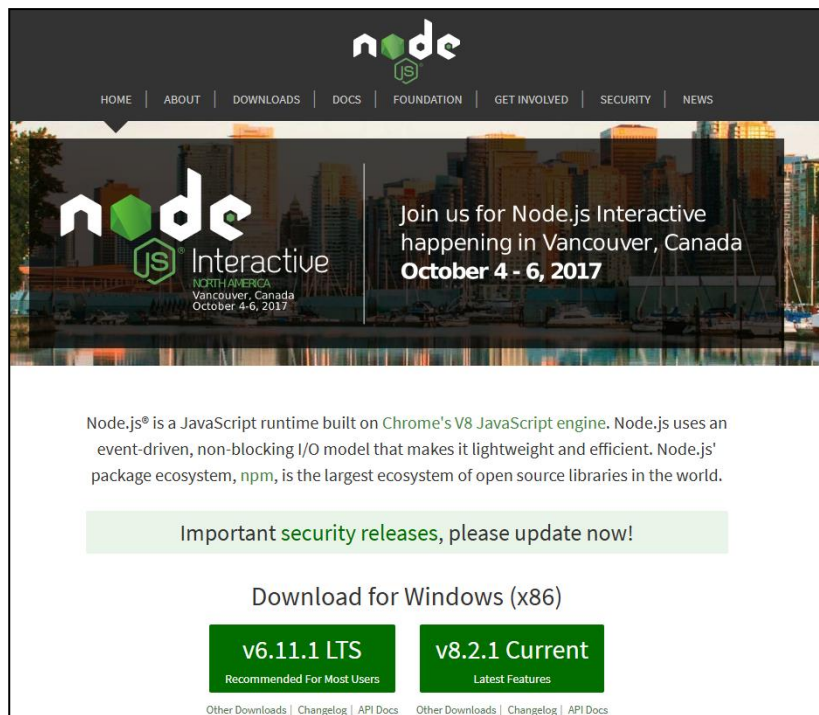 node
JS
HOME | ABOUT | DOWNLOADS | DOCS | FOUNDATION | GET INVOLVED | SECURITY | NEWS
node
JS® Interactive
NORTH AMERICA
Vancouver, Canada
October 4-6, 2017
Join us for Node.js Interactive
happening in Vancouver, Canada
October 4 - 6, 2017
Node.js® is a JavaScript runtime built on Chrome's V8 JavaScript engine. Node.js uses an
event-driven, non-blocking I/O model that makes it lightweight and efficient. Node.js'
package ecosystem, npm, is the largest ecosystem of open source libraries in the world.
Important security releases, please update now!
Download for Windows (x86)
v6.11.1 LTS
Recommended For Most Users
v8.2.1 Current
Latest Features
Other Downloads | Changelog | API Docs
Other Downloads | Changelog | API Docs